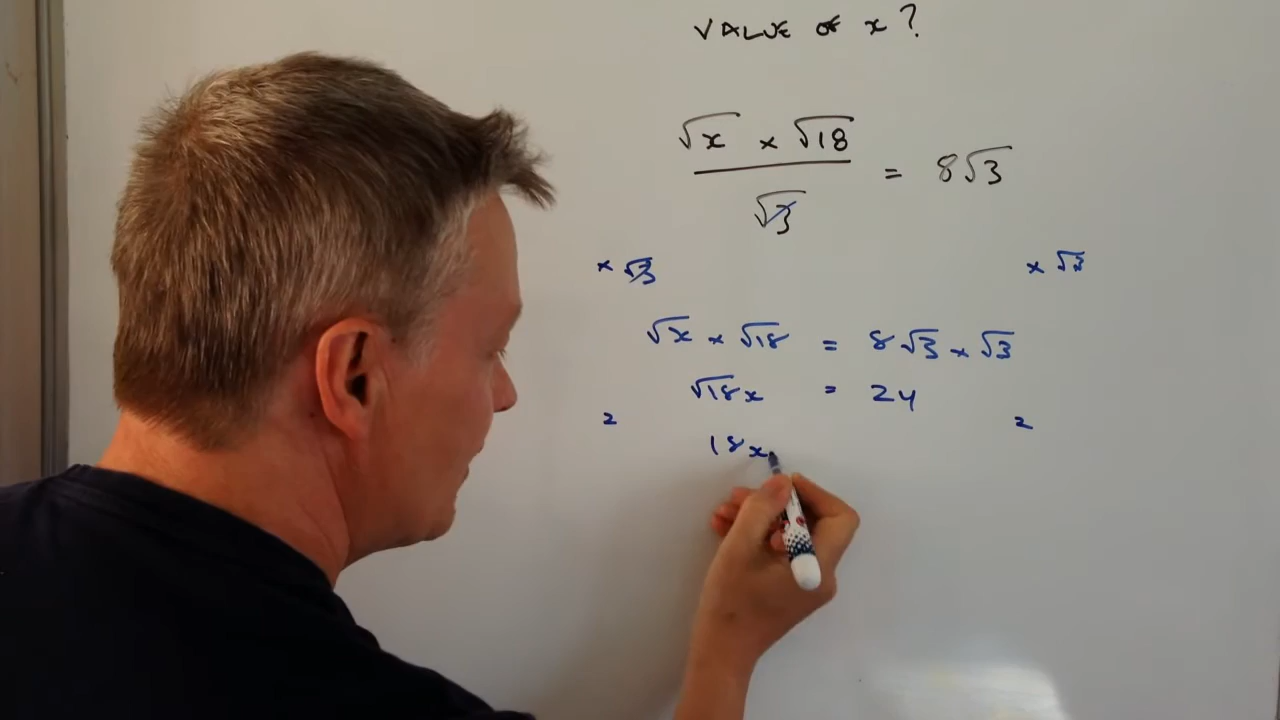 VALUE OF x?
√x × √18
√3
= 8√3
× √3 × √3
√x × √18 = 8√3 × √3
√18x = 24
2 2
18x